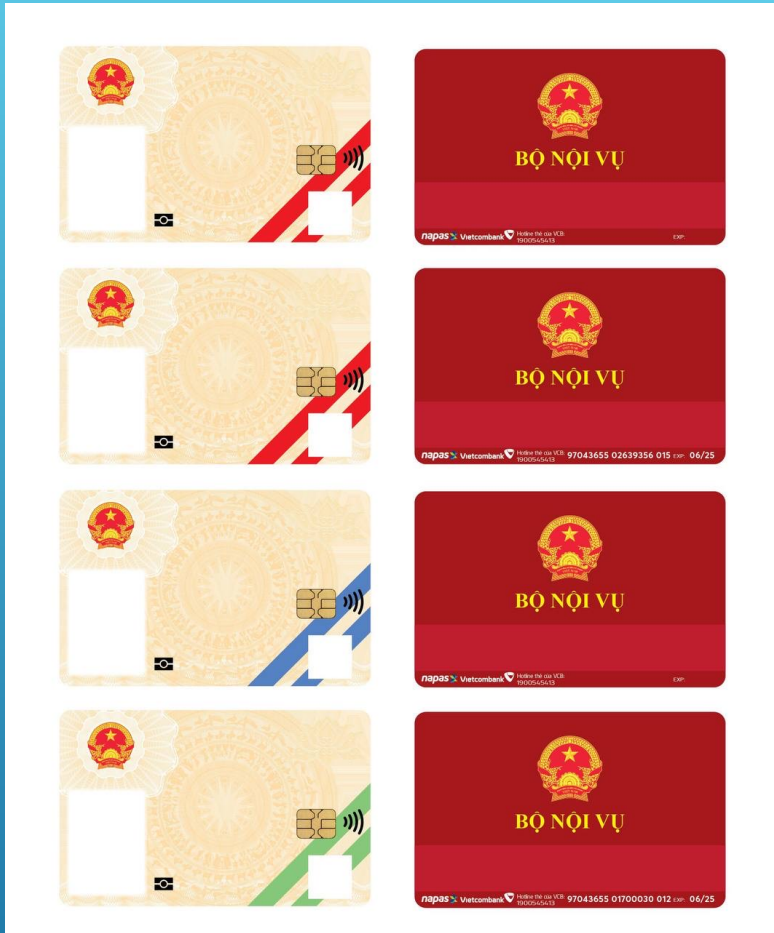 BỘ NỘI VỤ
napas Vietcombank Hotline thẻ của VCB: EXP:
1900545413
BỘ NỘI VỤ
napas Vietcombank Hotline thẻ của VCB: 97043655 02639356 015 EXP: 06/25
1900545413
BỘ NỘI VỤ
napas Vietcombank Hotline thẻ của VCB: EXP:
1900545413
BỘ NỘI VỤ
napas Vietcombank Hotline thẻ của VCB: 97043655 01700030 012 EXP: 06/25
1900545413